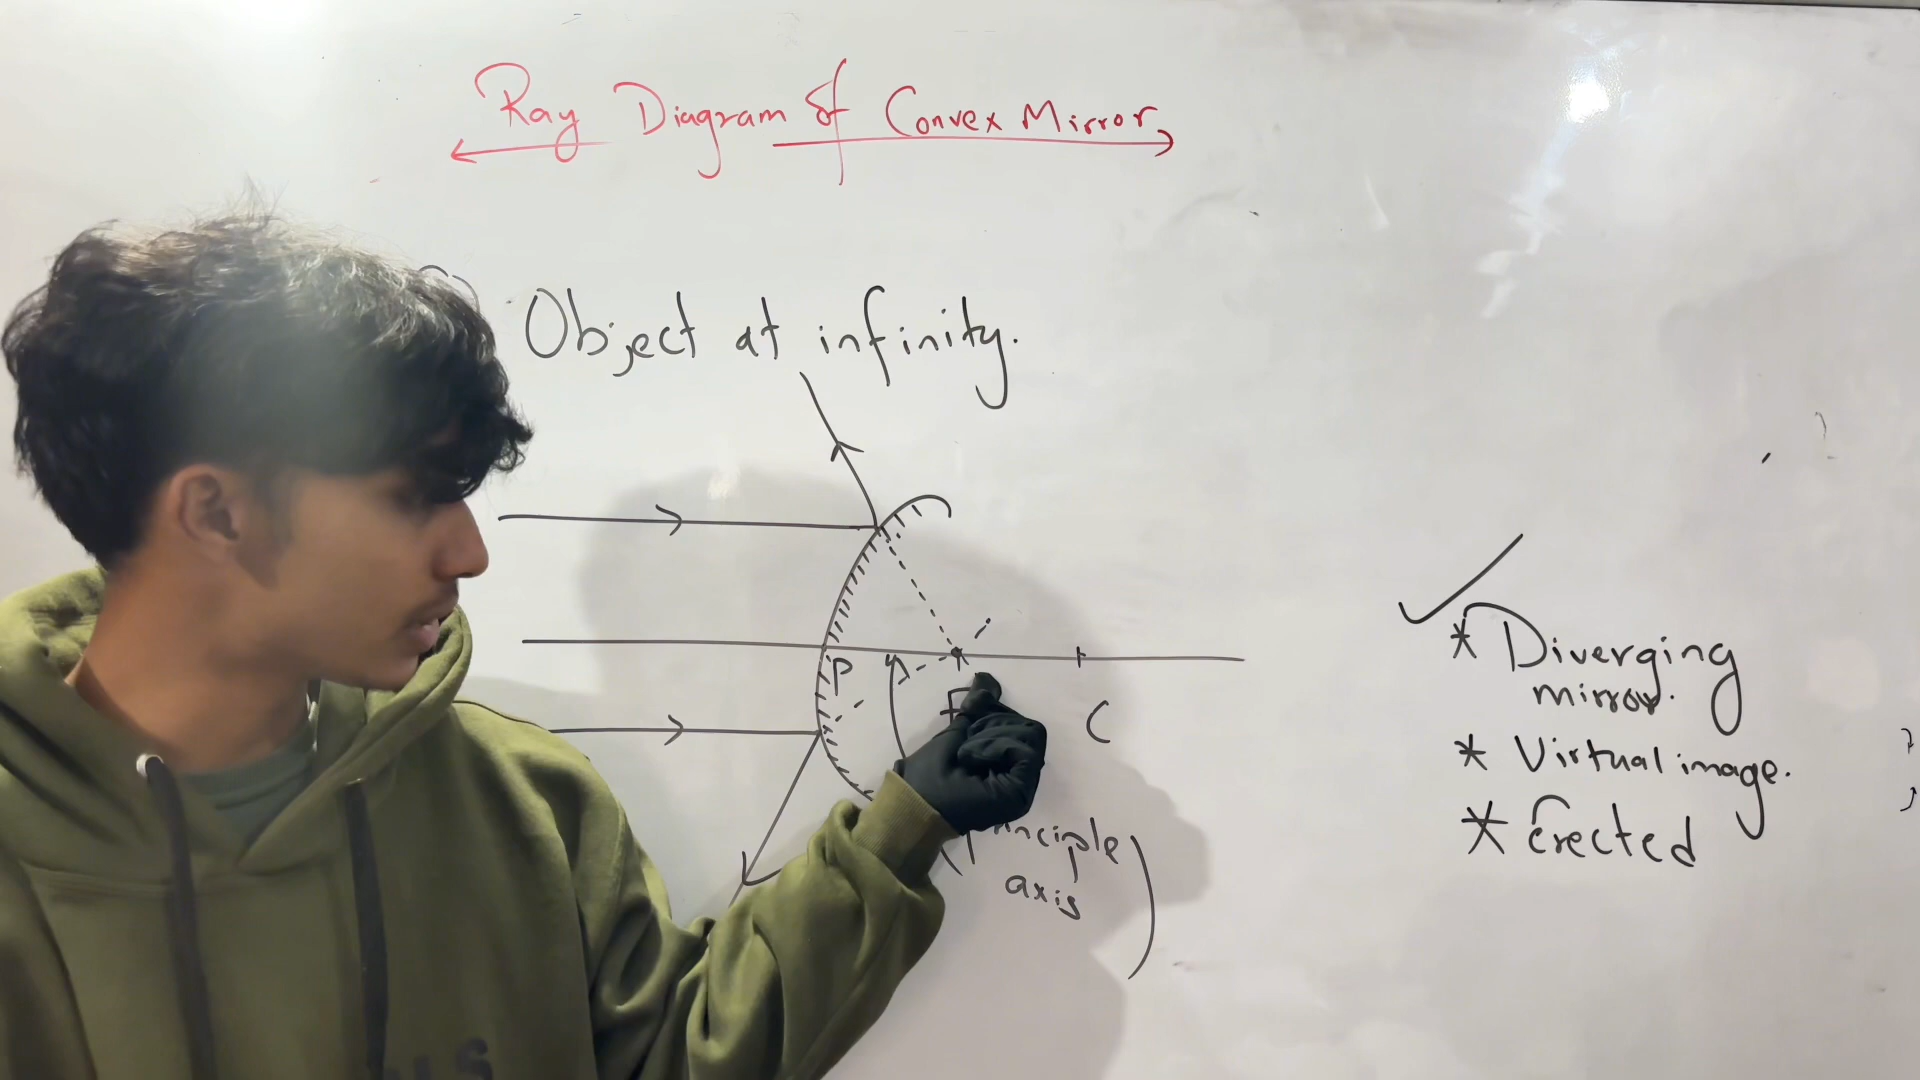 Ray Diagram of Convex Mirror
Object at infinity.
P
F
C
axis
* Diverging
mirror.
* Virtual image.
* Erected